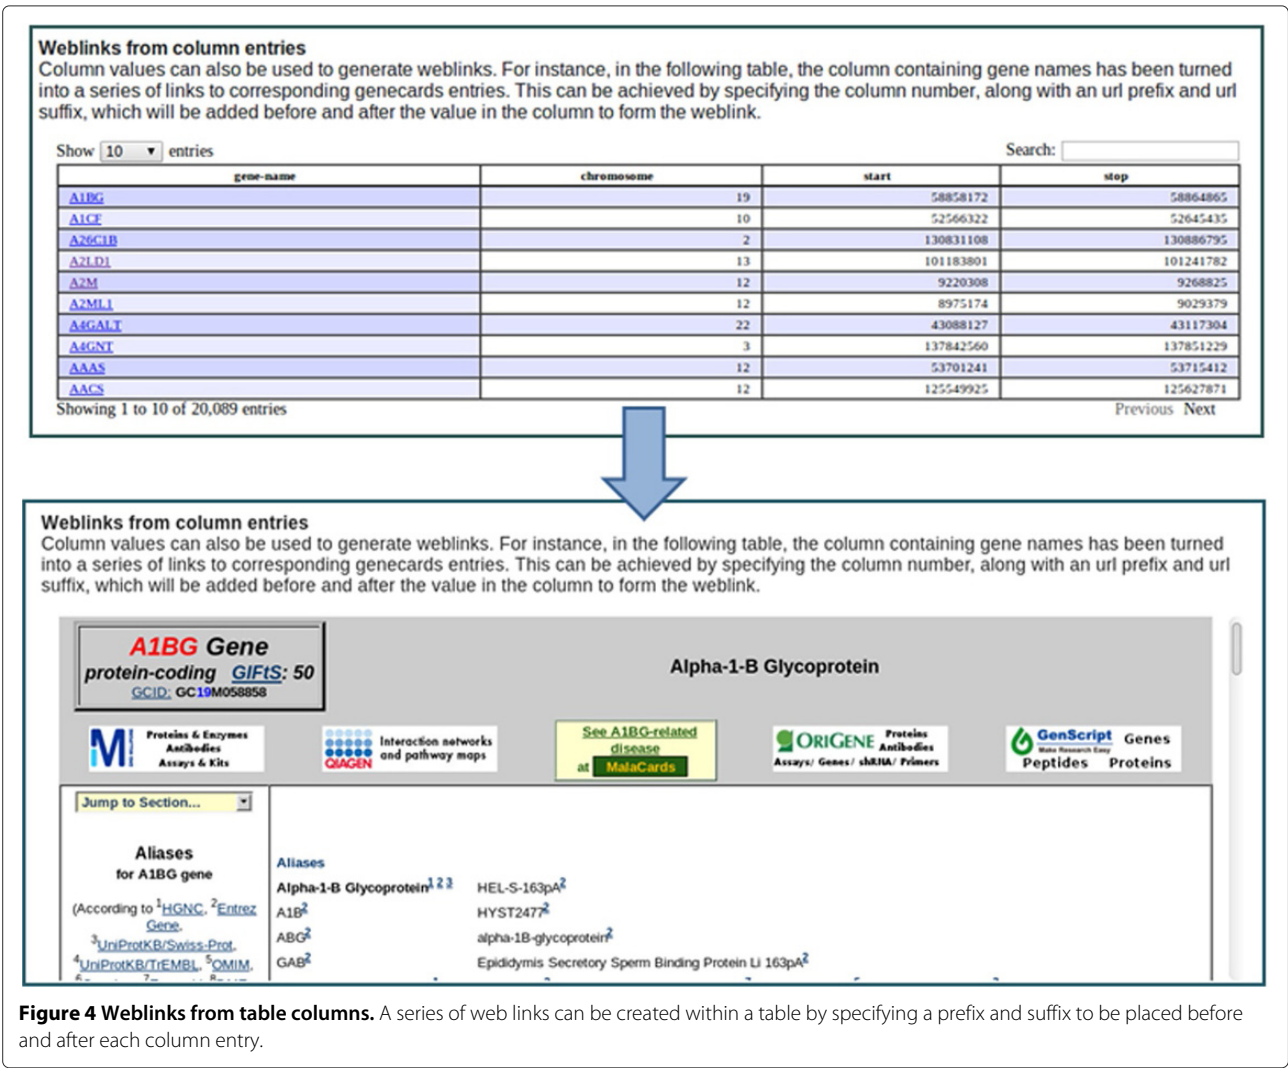 Weblinks from column entries
Column values can also be used to generate weblinks. For instance, in the following table, the column containing gene names has been turned
into a series of links to corresponding genecards entries. This can be achieved by specifying the column number, along with an url prefix and url
suffix, which will be added before and after the value in the column to form the weblink.
Show 10 entries Search:
gene-name chromosome start stop
A1BG 19 58858172 58864865
A1CF 10 52566322 52645435
A26C1B 2 130831108 130886795
A2LD1 13 101183801 101241782
A2M 12 9220308 9268825
A2ML1 12 8975174 9029379
A4GALT 22 43088127 43117304
A4GNT 3 137842560 137851229
AAAS 12 53701241 53715412
AACS 12 125549925 125627871
Showing 1 to 10 of 20,089 entries Previous Next
Weblinks from column entries
Column values can also be used to generate weblinks. For instance, in the following table, the column containing gene names has been turned
into a series of links to corresponding genecards entries. This can be achieved by specifying the column number, along with an url prefix and url
suffix, which will be added before and after the value in the column to form the weblink.
A1BG Gene
protein-coding GIFtS: 50
GCID: GC19M058858
Alpha-1-B Glycoprotein
Proteins & Enzymes
Antibodies
Assays & Kits
QIAGEN
Interaction networks
and pathway maps
See A1BG-related
disease
at MalaCards
ORIGENE Proteins
Antibodies
Assays/ Genes/ shRNA/ Primers
GenScript Genes
Make Research Easy
Peptides Proteins
Jump to Section...
Aliases
for A1BG gene
(According to 1HGNC, 2Entrez
Gene,
3UniProtKB/Swiss-Prot,
4UniProtKB/TrEMBL, 5OMIM,
Aliases
Alpha-1-B Glycoprotein1 2 3 HEL-S-163pA2
A1B2 HYST24772
ABG2 alpha-1B-glycoprotein2
GAB2 Epididymis Secretory Sperm Binding Protein Li 163pA2
Figure 4 Weblinks from table columns. A series of web links can be created within a table by specifying a prefix and suffix to be placed before
and after each column entry.